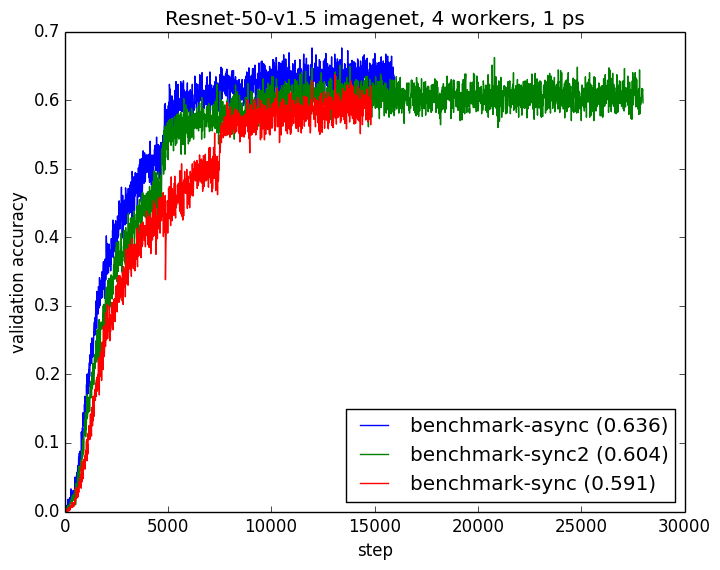 Resnet-50-v1.5 imagenet, 4 workers, 1 ps
0.7
0.6
0.5
0.4
0.3
0.2
0.1
0.0
validation accuracy
benchmark-async (0.636)
benchmark-sync2 (0.604)
benchmark-sync (0.591)
0 5000 10000 15000 20000 25000 30000
step